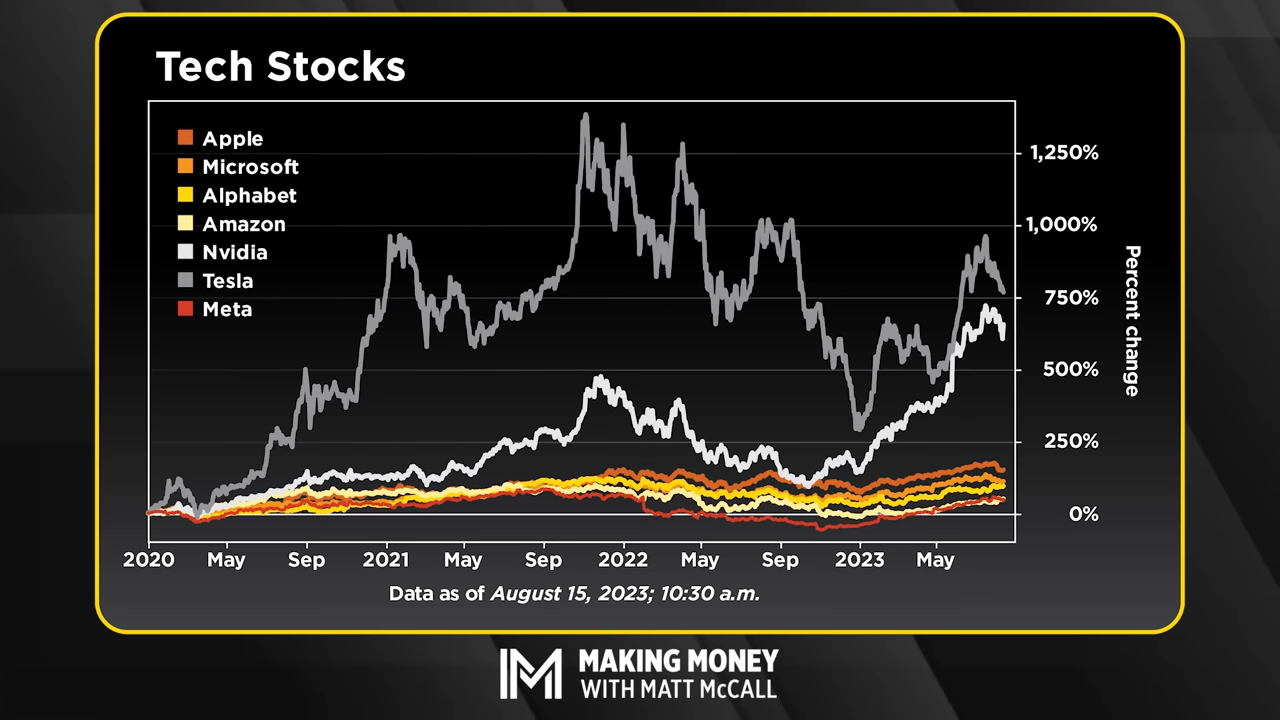 Tech Stocks
Apple
Microsoft
Alphabet
Amazon
Nvidia
Tesla
Meta
1,250%
1,000%
750%
500%
250%
0%
Percent change
2020 May Sep 2021 May Sep 2022 May Sep 2023 May
Data as of August 15, 2023; 10:30 a.m.
MAKING MONEY
WITH MATT McCALL